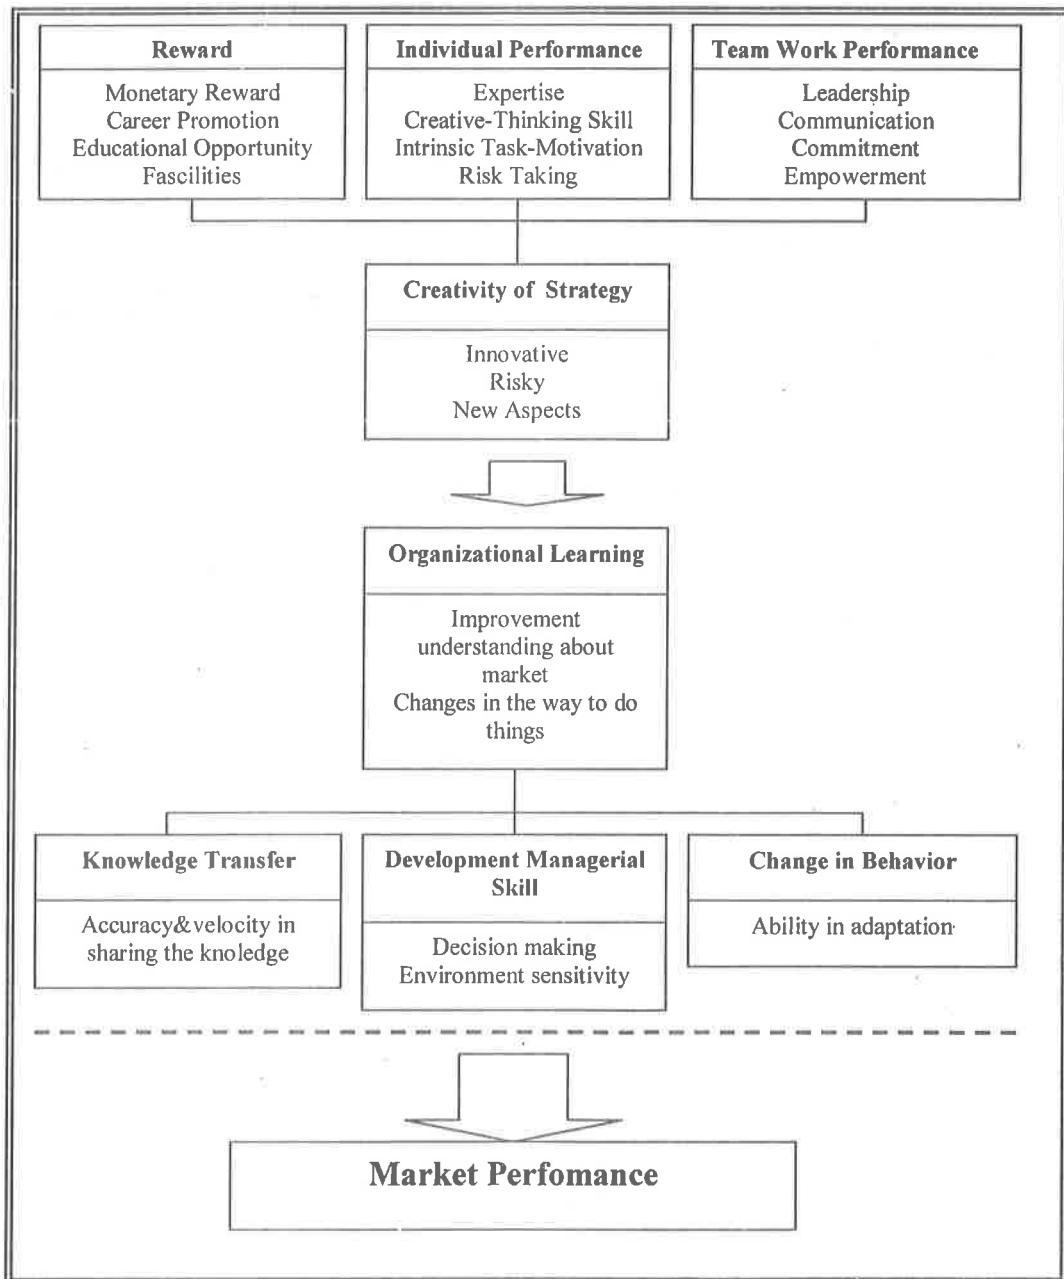 Reward
Monetary Reward
Career Promotion
Educational Opportunity
Fascilities
Individual Performance
Expertise
Creative-Thinking Skill
Intrinsic Task-Motivation
Risk Taking
Team Work Performance
Leadership
Communication
Commitment
Empowerment
Creativity of Strategy
Innovative
Risky
New Aspects
Organizational Learning
Improvement
understanding about
market
Changes in the way to do
things
Knowledge Transfer
Accuracy&velocity in
sharing the knoledge
Development Managerial
Skill
Decision making
Environment sensitivity
Change in Behavior
Ability in adaptation
Market Perfomance